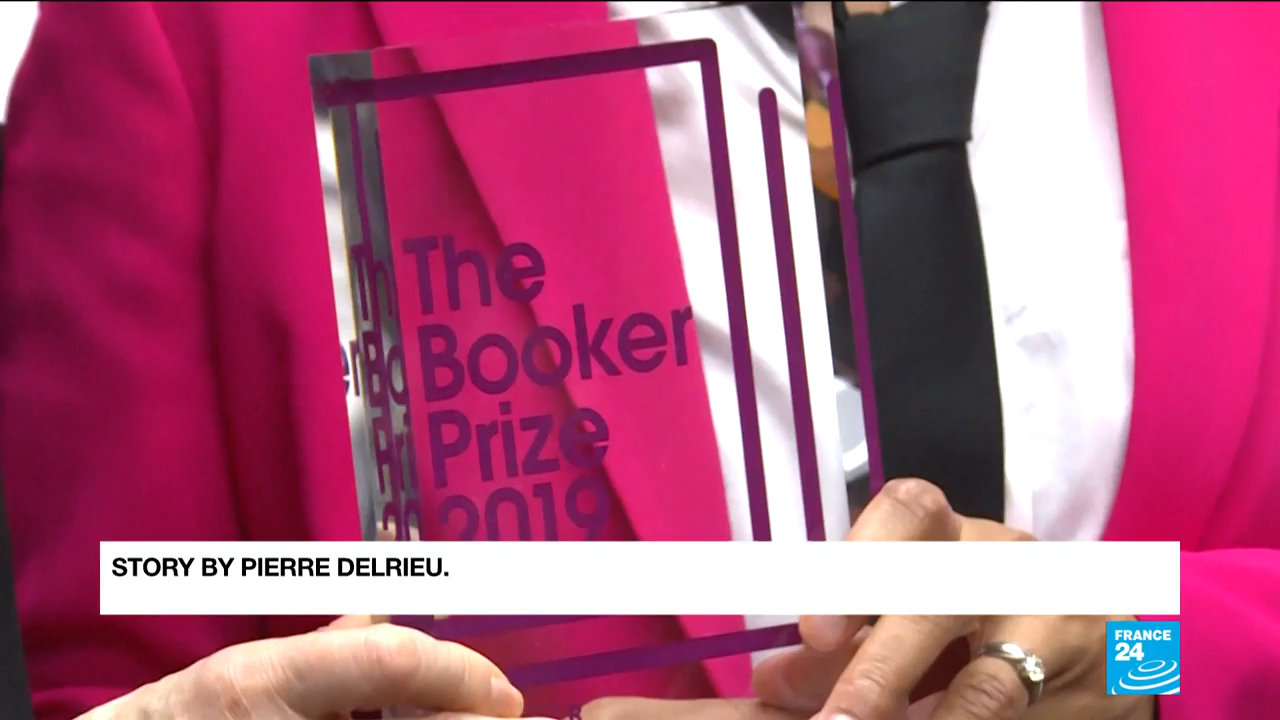 The
Booker
Prize
2019
STORY BY PIERRE DELRIEU.
FRANCE
24